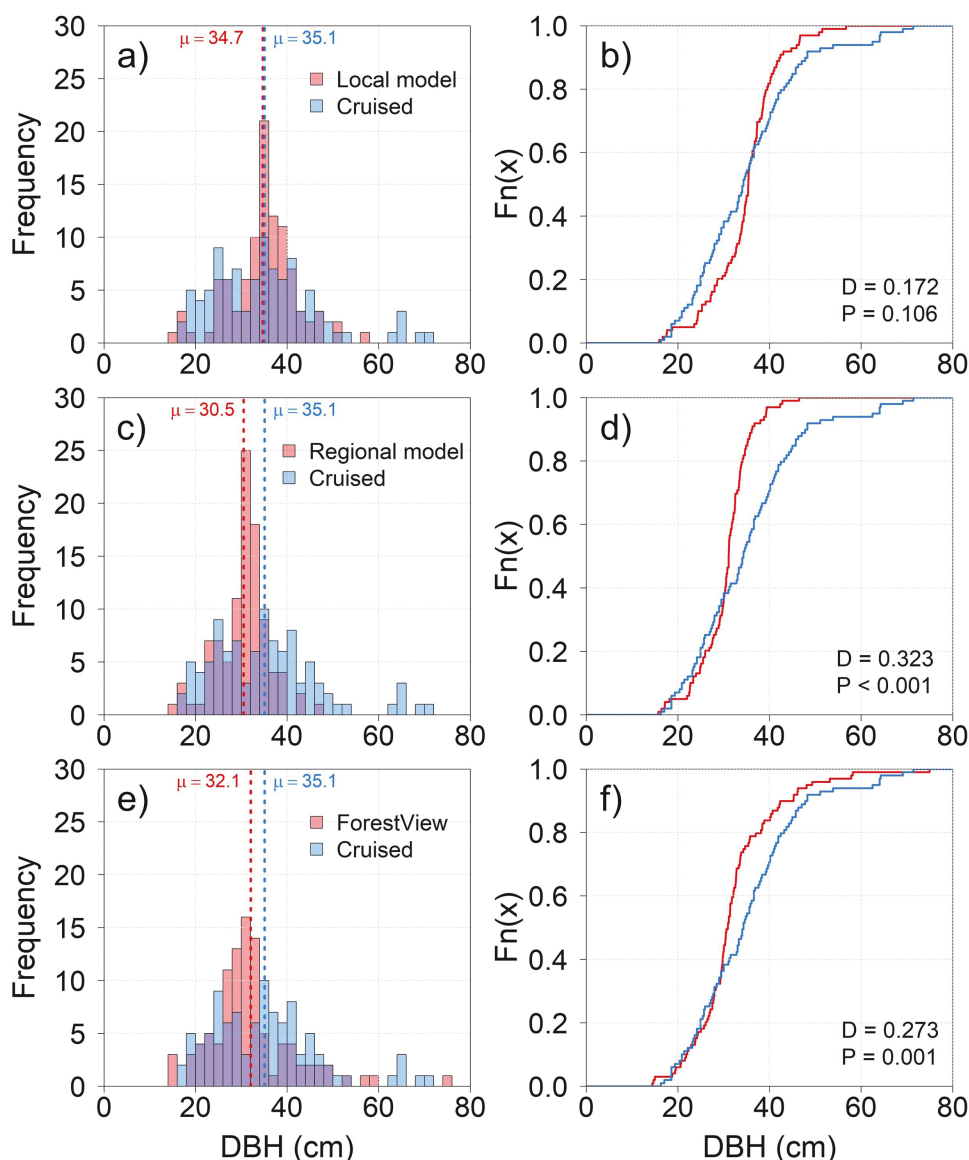 a)
μ = 34.7 μ = 35.1
Local model
Cruised
Frequency
30
25
20
15
10
5
0
0 20 40 60 80
b)
Fn(x)
1.0
0.8
0.6
0.4
0.2
0.0
D = 0.172
P = 0.106
0 20 40 60 80
c)
μ = 30.5 μ = 35.1
Regional model
Cruised
Frequency
30
25
20
15
10
5
0
0 20 40 60 80
d)
Fn(x)
1.0
0.8
0.6
0.4
0.2
0.0
D = 0.323
P < 0.001
0 20 40 60 80
e)
μ = 32.1 μ = 35.1
ForestView
Cruised
Frequency
30
25
20
15
10
5
0
0 20 40 60 80
DBH (cm)
f)
Fn(x)
1.0
0.8
0.6
0.4
0.2
0.0
D = 0.273
P = 0.001
0 20 40 60 80
DBH (cm)